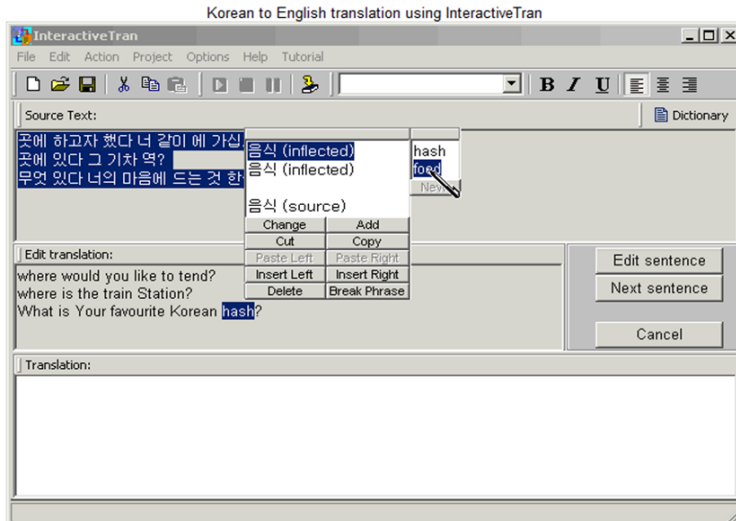 Korean to English translation using InteractiveTran
InteractiveTran
File Edit Action Project Options Help Tutorial
B I U
Source Text:
Dictionary
곳에 하고자 했다 너 같이 에 가십
곳에 있다 그 기차 역?
무엇 있다 너의 마음에 드는 것 한
음식 (inflected)
음식 (inflected)
음식 (source)
hash
food
New
Change Add
Cut Copy
Paste Left Paste Right
Insert Left Insert Right
Delete Break Phrase
Edit translation:
where would you like to tend?
where is the train Station?
What is Your favourite Korean hash?
Edit sentence
Next sentence
Cancel
Translation: